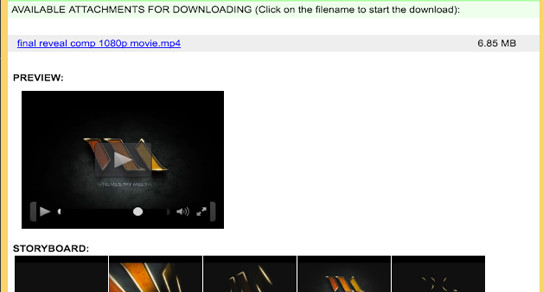 AVAILABLE ATTACHMENTS FOR DOWNLOADING (Click on the filename to start the download):
final reveal comp 1080p movie.mp4 6.85 MB
PREVIEW:
STORYBOARD: